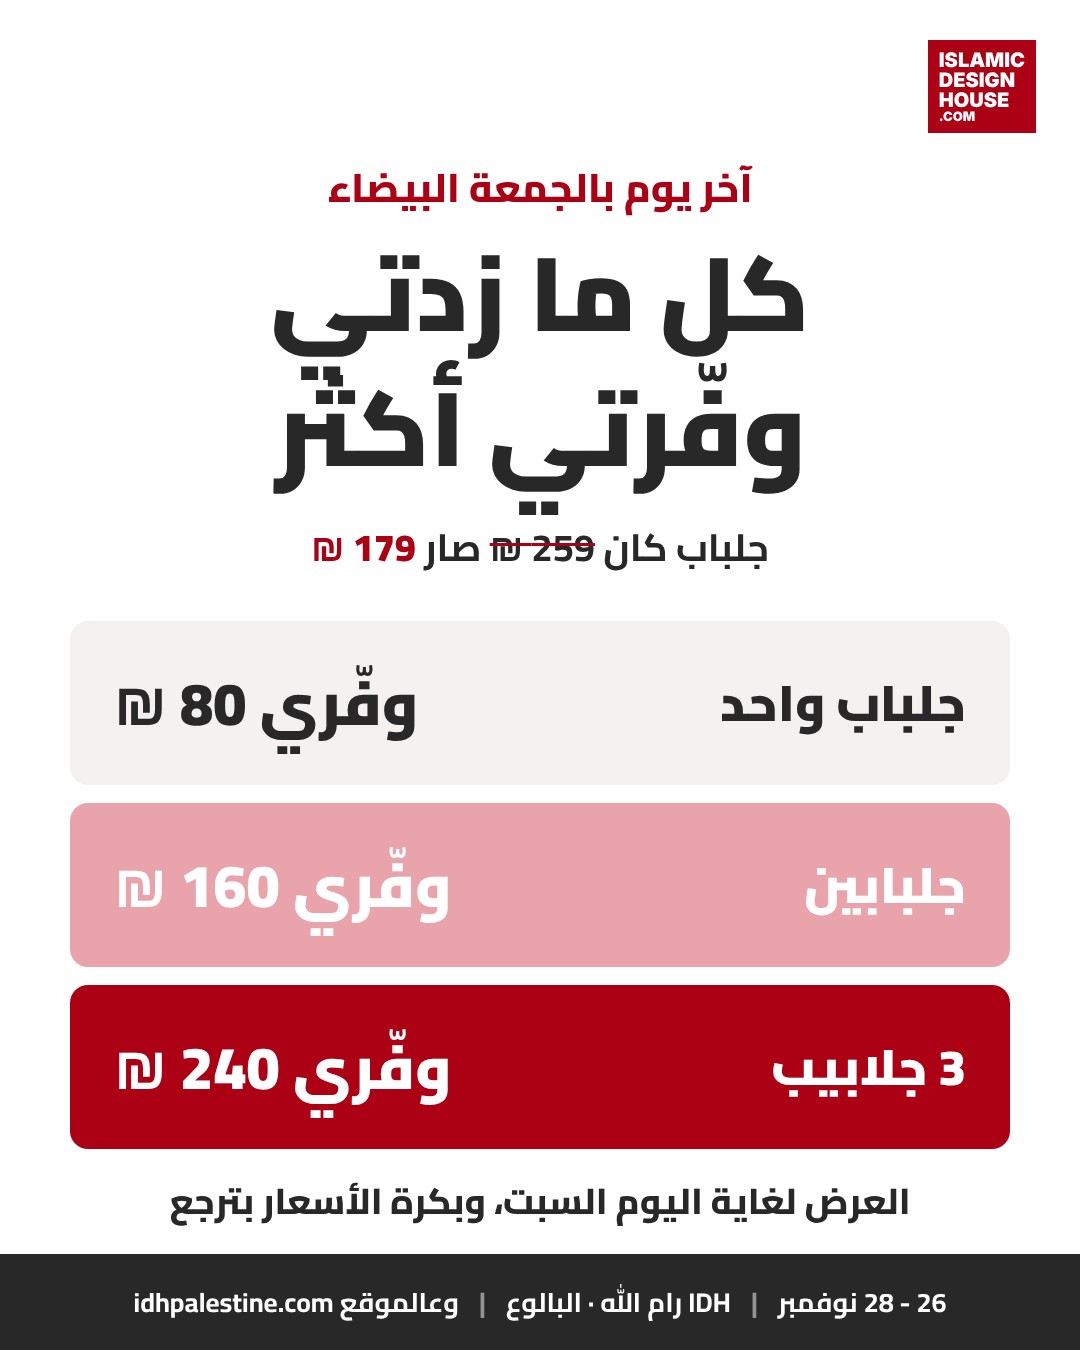 ISLAMIC
DESIGN
HOUSE
.COM
آخر يوم بالجمعة البيضاء
كل ما زدتي
وفّرتي أكثر
جلباب كان 259 ₪ صار 179 ₪
جلباب واحد
وفّري 80 ₪
جلبابين
وفّري 160 ₪
3 جلابيب
وفّري 240 ₪
العرض لغاية اليوم السبت، وبكرة الأسعار بترجع
26 - 28 نوفمبر | IDH رام الله · البالوع | وعالموقع idhpalestine.com